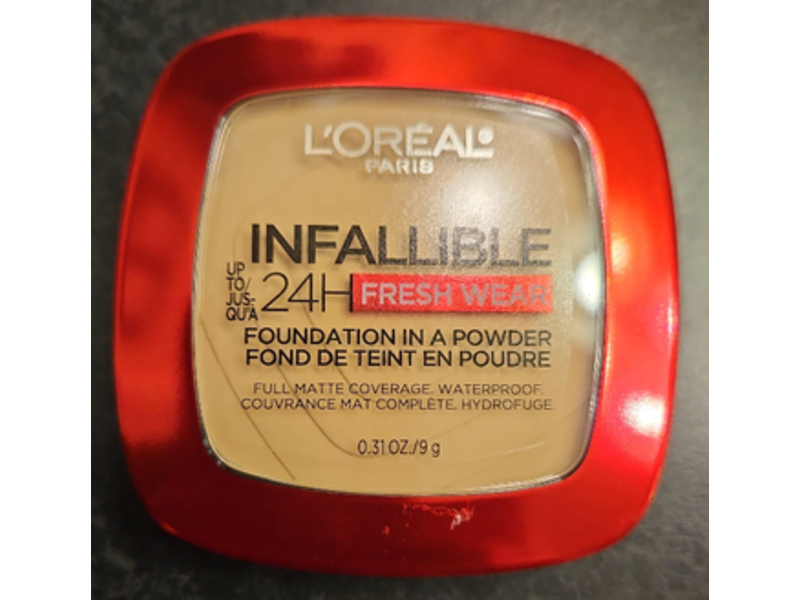 L'ORÉAL
PARIS
INFALLIBLE
UP
TO/
JUS-
QU'À
24H FRESH WEAR
FOUNDATION IN A POWDER
FOND DE TEINT EN POUDRE
FULL MATTE COVERAGE. WATERPROOF.
COUVRANCE MAT COMPLÈTE. HYDROFUGE.
0.31 OZ./9 g